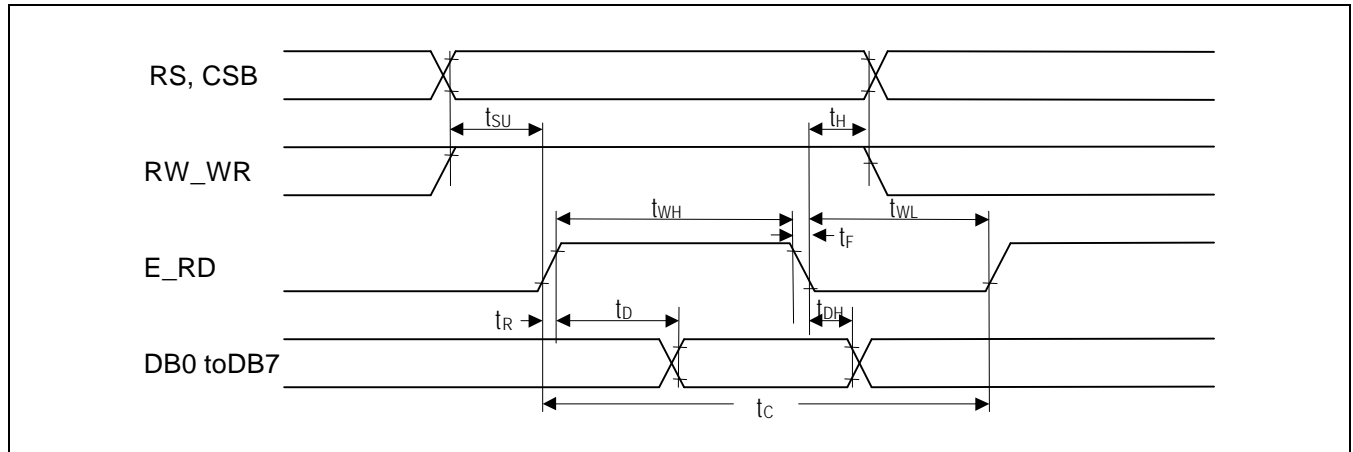 RS, CSB
tSU
tH
RW_WR
tWH
tWL
tF
E_RD
tR
tD
tDH
DB0 toDB7
tC